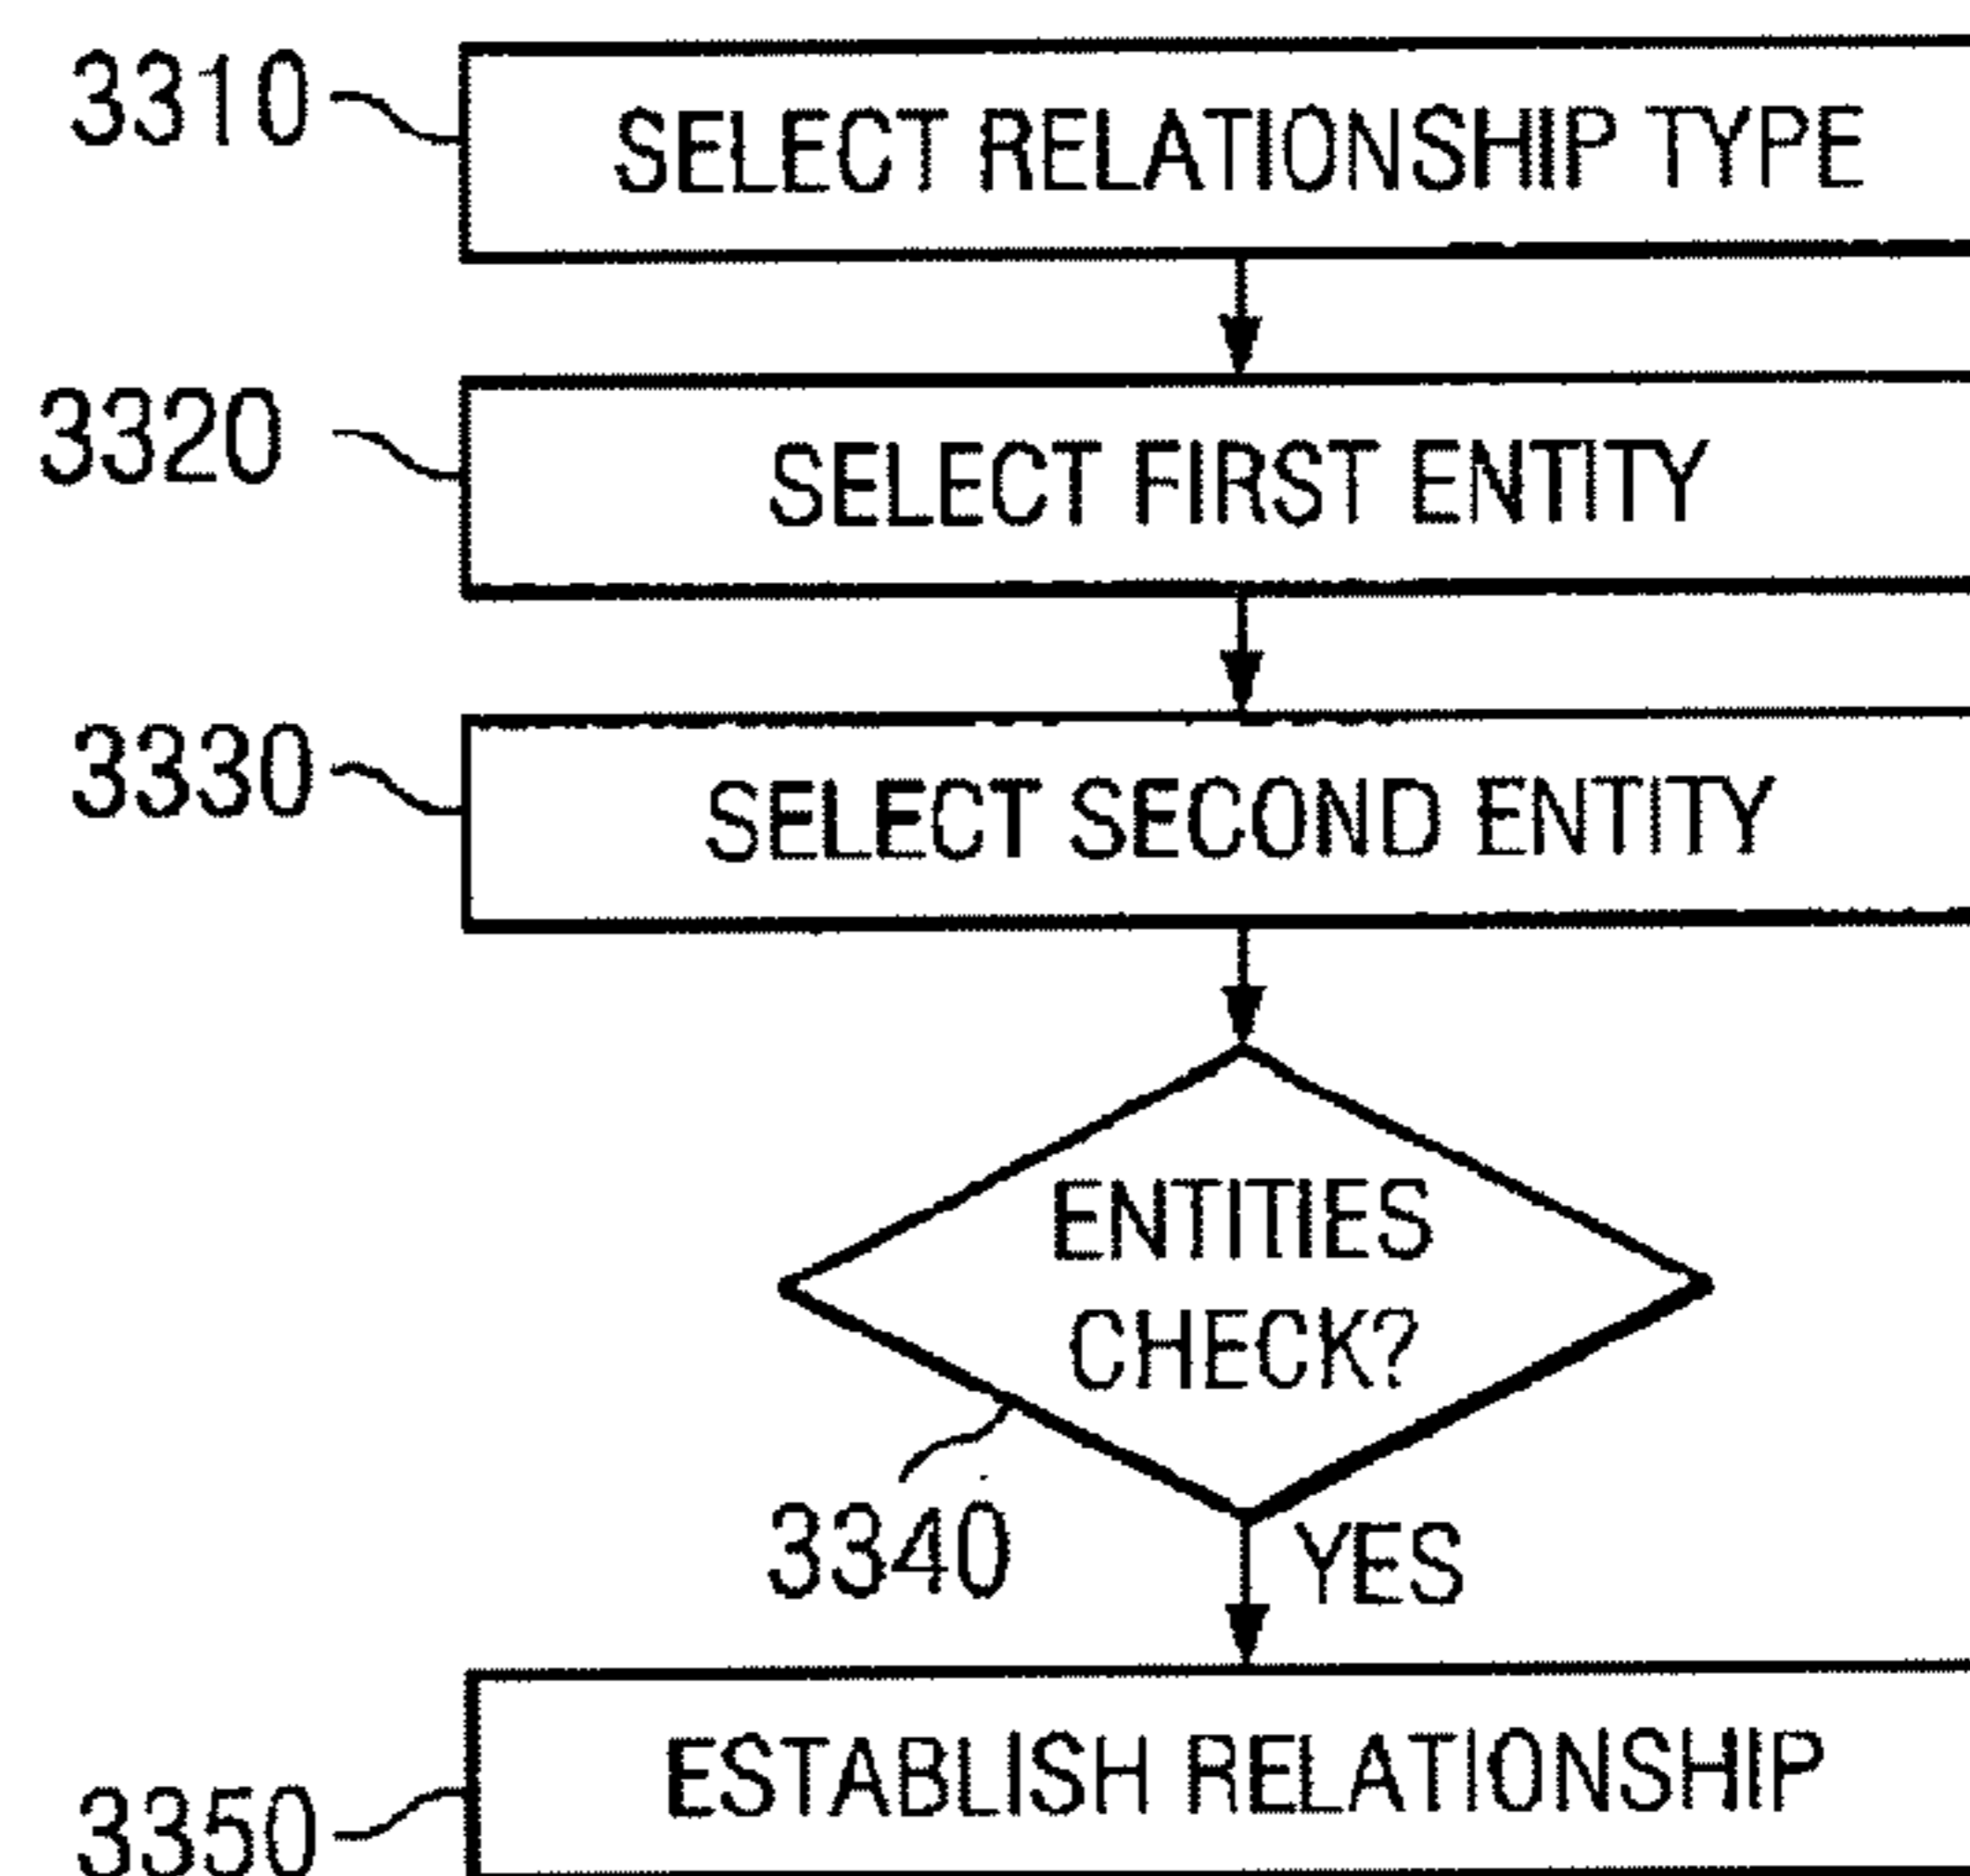 3310
SELECT RELATIONSHIP TYPE
3320
SELECT FIRST ENTITY
3330
SELECT SECOND ENTITY
ENTITIES
CHECK?
3340
YES
3350
ESTABLISH RELATIONSHIP